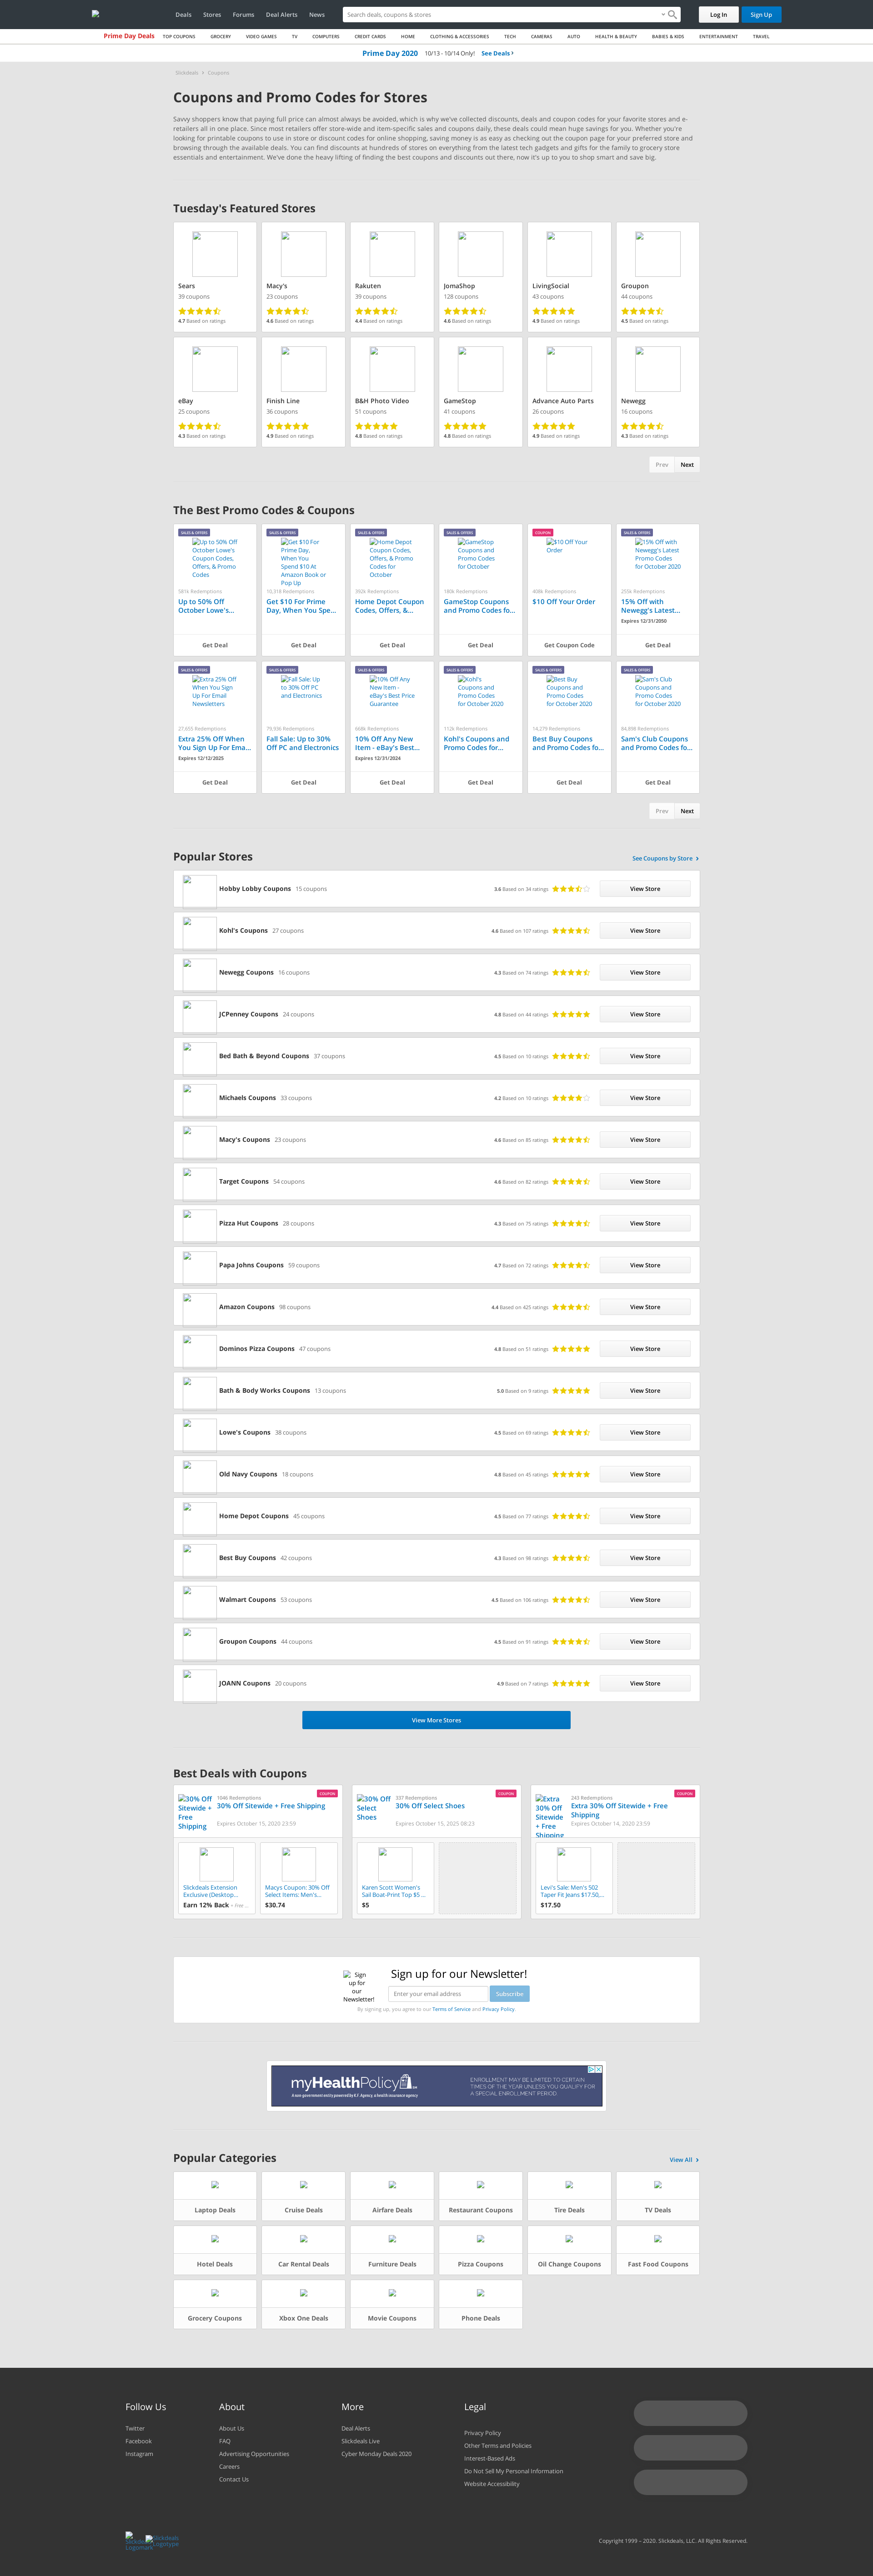 Deals Stores Forums Deal Alerts News
Search deals, coupons & stores
Log In Sign Up
Prime Day Deals TOP COUPONS GROCERY VIDEO GAMES TV COMPUTERS CREDIT CARDS HOME CLOTHING & ACCESSORIES TECH CAMERAS AUTO HEALTH & BEAUTY BABIES & KIDS ENTERTAINMENT TRAVEL
Prime Day 2020 10/13 - 10/14 Only! See Deals
Slickdeals Coupons
Coupons and Promo Codes for Stores
Savvy shoppers know that paying full price can almost always be avoided, which is why we've collected discounts, deals and coupon codes for your favorite stores and e-
retailers all in one place. Since most retailers offer store-wide and item-specific sales and coupons daily, these deals could mean huge savings for you. Whether you're
looking for printable coupons to use in store or discount codes for online shopping, saving money is as easy as checking out the coupon page for your preferred store and
exploring the available deals. You can find discounts at hundreds of stores on everything from the latest tech gadgets and gifts for the family to grocery store
essentials and entertainment. We've done the heavy lifting of finding the best coupons and discounts out there, now it's up to you to shop smart and save big.
Tuesday's Featured Stores
Sears Macy's Rakuten JomaShop LivingSocial Groupon
39 coupons 23 coupons 39 coupons 128 coupons 43 coupons 44 coupons
4.7 Based on ratings 4.6 Based on ratings 4.4 Based on ratings 4.6 Based on ratings 4.9 Based on ratings 4.5 Based on ratings
eBay Finish Line B&H Photo Video GameStop Advance Auto Parts Newegg
25 coupons 36 coupons 51 coupons 41 coupons 26 coupons 16 coupons
4.3 Based on ratings 4.9 Based on ratings 4.8 Based on ratings 4.8 Based on ratings 4.9 Based on ratings 4.3 Based on ratings
Prev Next
The Best Promo Codes & Coupons
SALES & OFFERS SALES & OFFERS SALES & OFFERS SALES & OFFERS COUPON SALES & OFFERS
Up to 50% Off Get $10 For Home Depot GameStop $10 Off Your 15% Off with
October Lowe's Prime Day, Coupon Codes, Coupons and Order Newegg's Latest
Coupon Codes, When You Offers, & Promo Promo Codes Promo Codes
Offers, & Promo Spend $10 At Codes for for October for October 2020
Codes Amazon Book or October
Pop Up
581k Redemptions 10,318 Redemptions 392k Redemptions 180k Redemptions 408k Redemptions 255k Redemptions
Up to 50% Off Get $10 For Prime Home Depot Coupon GameStop Coupons $10 Off Your Order 15% Off with
October Lowe's... Day, When You Spe... Codes, Offers, &... and Promo Codes fo... Newegg's Latest...
Expires 12/31/2050
Get Deal Get Deal Get Deal Get Deal Get Coupon Code Get Deal
SALES & OFFERS SALES & OFFERS SALES & OFFERS SALES & OFFERS SALES & OFFERS SALES & OFFERS
Extra 25% Off Fall Sale: Up 10% Off Any Kohl's Best Buy Sam's Club
When You Sign to 30% Off PC New Item - Coupons and Coupons and Coupons and
Up For Email and Electronics eBay's Best Price Promo Codes Promo Codes Promo Codes
Newsletters Guarantee for October 2020 for October 2020 for October 2020
27,655 Redemptions 79,936 Redemptions 668k Redemptions 112k Redemptions 14,279 Redemptions 84,898 Redemptions
Extra 25% Off When Fall Sale: Up to 30% 10% Off Any New Kohl's Coupons and Best Buy Coupons Sam's Club Coupons
You Sign Up For Emai... Off PC and Electronics Item - eBay's Best... Promo Codes for... and Promo Codes fo... and Promo Codes fo...
Expires 12/12/2025 Expires 12/31/2024
Get Deal Get Deal Get Deal Get Deal Get Deal Get Deal
Prev Next
Popular Stores See Coupons by Store
Hobby Lobby Coupons 15 coupons 3.6 Based on 34 ratings View Store
Kohl's Coupons 27 coupons 4.6 Based on 107 ratings View Store
Newegg Coupons 16 coupons 4.3 Based on 74 ratings View Store
JCPenney Coupons 24 coupons 4.8 Based on 44 ratings View Store
Bed Bath & Beyond Coupons 37 coupons 4.5 Based on 10 ratings View Store
Michaels Coupons 33 coupons 4.2 Based on 10 ratings View Store
Macy's Coupons 23 coupons 4.6 Based on 85 ratings View Store
Target Coupons 54 coupons 4.6 Based on 82 ratings View Store
Pizza Hut Coupons 28 coupons 4.3 Based on 75 ratings View Store
Papa Johns Coupons 59 coupons 4.7 Based on 72 ratings View Store
Amazon Coupons 98 coupons 4.4 Based on 425 ratings View Store
Dominos Pizza Coupons 47 coupons 4.8 Based on 51 ratings View Store
Bath & Body Works Coupons 13 coupons 5.0 Based on 9 ratings View Store
Lowe's Coupons 38 coupons 4.5 Based on 69 ratings View Store
Old Navy Coupons 18 coupons 4.8 Based on 45 ratings View Store
Home Depot Coupons 45 coupons 4.5 Based on 77 ratings View Store
Best Buy Coupons 42 coupons 4.3 Based on 98 ratings View Store
Walmart Coupons 53 coupons 4.5 Based on 106 ratings View Store
Groupon Coupons 44 coupons 4.5 Based on 91 ratings View Store
JOANN Coupons 20 coupons 4.9 Based on 7 ratings View Store
View More Stores
Best Deals with Coupons
COUPON COUPON COUPON
30% Off Sitewide + Free Shipping 30% Off Select Shoes Extra 30% Off Sitewide + Free Shipping
1046 Redemptions 337 Redemptions 243 Redemptions
30% Off Sitewide + Free Shipping 30% Off Select Shoes Extra 30% Off Sitewide + Free
Shipping
Expires October 15, 2020 23:59 Expires October 15, 2025 08:23 Expires October 14, 2020 23:59
Slickdeals Extension Macys Coupon: 30% Off Karen Scott Women's Levi's Sale: Men's 502
Exclusive (Desktop... Select Items: Men's... Sail Boat-Print Top $5 ... Taper Fit Jeans $17.50,...
Earn 12% Back + Free ... $30.74 $5 $17.50
Sign up for our Newsletter!
Sign up for our Newsletter!
Enter your email address Subscribe
By signing up, you agree to our Terms of Service and Privacy Policy.
myHealthPolicy
A non-government entity powered by E.F. Agency, a health insurance agency
ENROLLMENT MAY BE LIMITED TO CERTAIN
TIMES OF THE YEAR UNLESS YOU QUALIFY FOR
A SPECIAL ENROLLMENT PERIOD
Popular Categories View All
Laptop Deals Cruise Deals Airfare Deals Restaurant Coupons Tire Deals TV Deals
Hotel Deals Car Rental Deals Furniture Deals Pizza Coupons Oil Change Coupons Fast Food Coupons
Grocery Coupons Xbox One Deals Movie Coupons Phone Deals
Follow Us
Twitter
Facebook
Instagram
About
About Us
FAQ
Advertising Opportunities
Careers
Contact Us
More
Deal Alerts
Slickdeals Live
Cyber Monday Deals 2020
Legal
Privacy Policy
Other Terms and Policies
Interest-Based Ads
Do Not Sell My Personal Information
Website Accessibility
Slickdeals Logotype
Copyright 1999 – 2020. Slickdeals, LLC. All Rights Reserved.